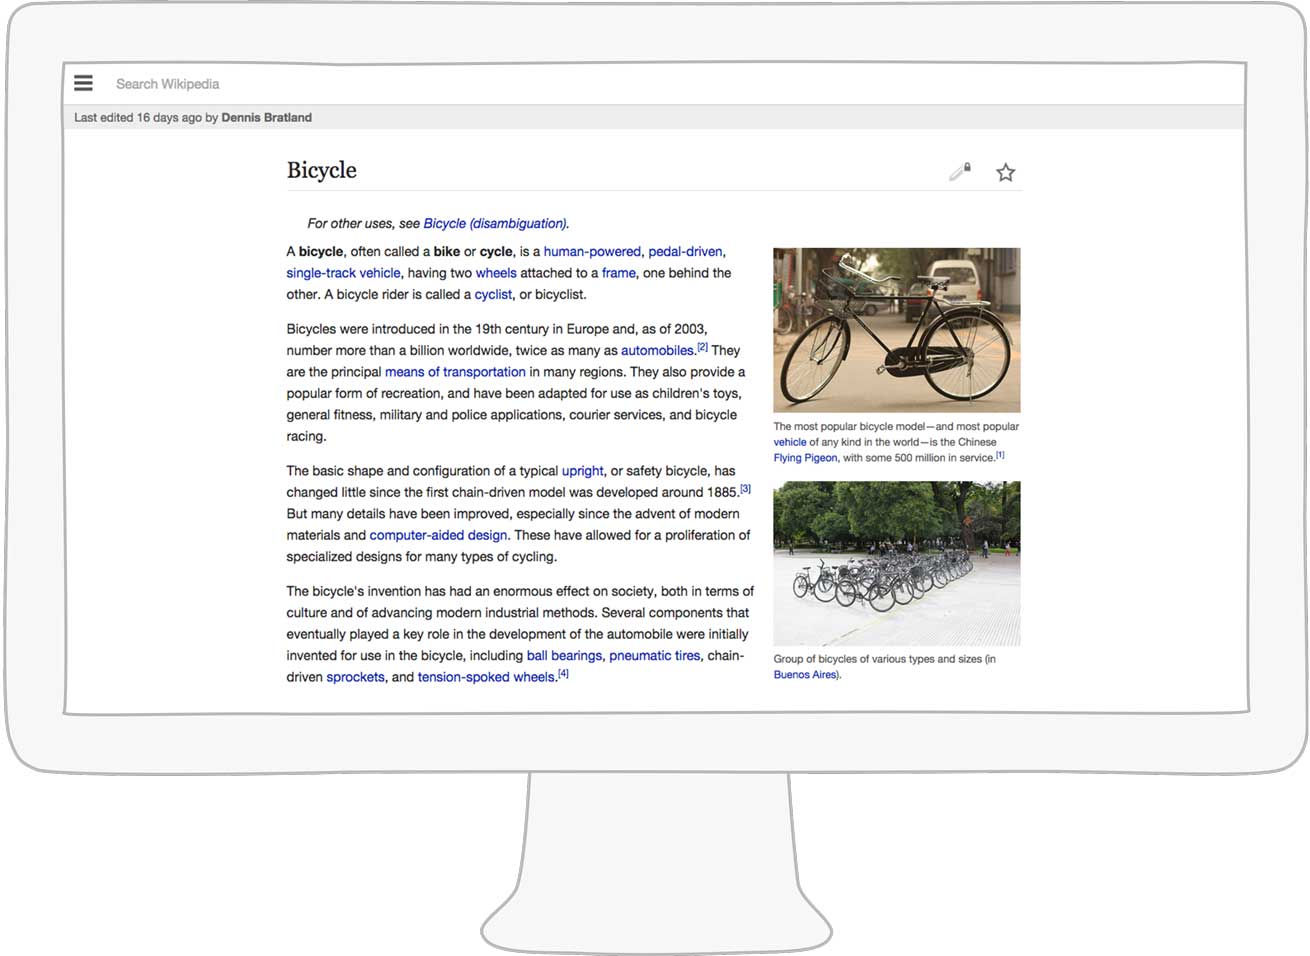 Search Wikipedia
Last edited 16 days ago by Dennis Bratland
Bicycle
For other uses, see Bicycle (disambiguation).
A bicycle, often called a bike or cycle, is a human-powered, pedal-driven,
single-track vehicle, having two wheels attached to a frame, one behind the
other. A bicycle rider is called a cyclist, or bicyclist.
Bicycles were introduced in the 19th century in Europe and, as of 2003,
number more than a billion worldwide, twice as many as automobiles.[2] They
are the principal means of transportation in many regions. They also provide a
popular form of recreation, and have been adapted for use as children's toys,
general fitness, military and police applications, courier services, and bicycle
racing.
The basic shape and configuration of a typical upright, or safety bicycle, has
changed little since the first chain-driven model was developed around 1885.[3]
But many details have been improved, especially since the advent of modern
materials and computer-aided design. These have allowed for a proliferation of
specialized designs for many types of cycling.
The bicycle's invention has had an enormous effect on society, both in terms of
culture and of advancing modern industrial methods. Several components that
eventually played a key role in the development of the automobile were initially
invented for use in the bicycle, including ball bearings, pneumatic tires, chain-
driven sprockets, and tension-spoked wheels.[4]
The most popular bicycle model—and most popular
vehicle of any kind in the world—is the Chinese
Flying Pigeon, with some 500 million in service.[1]
Group of bicycles of various types and sizes (in
Buenos Aires).